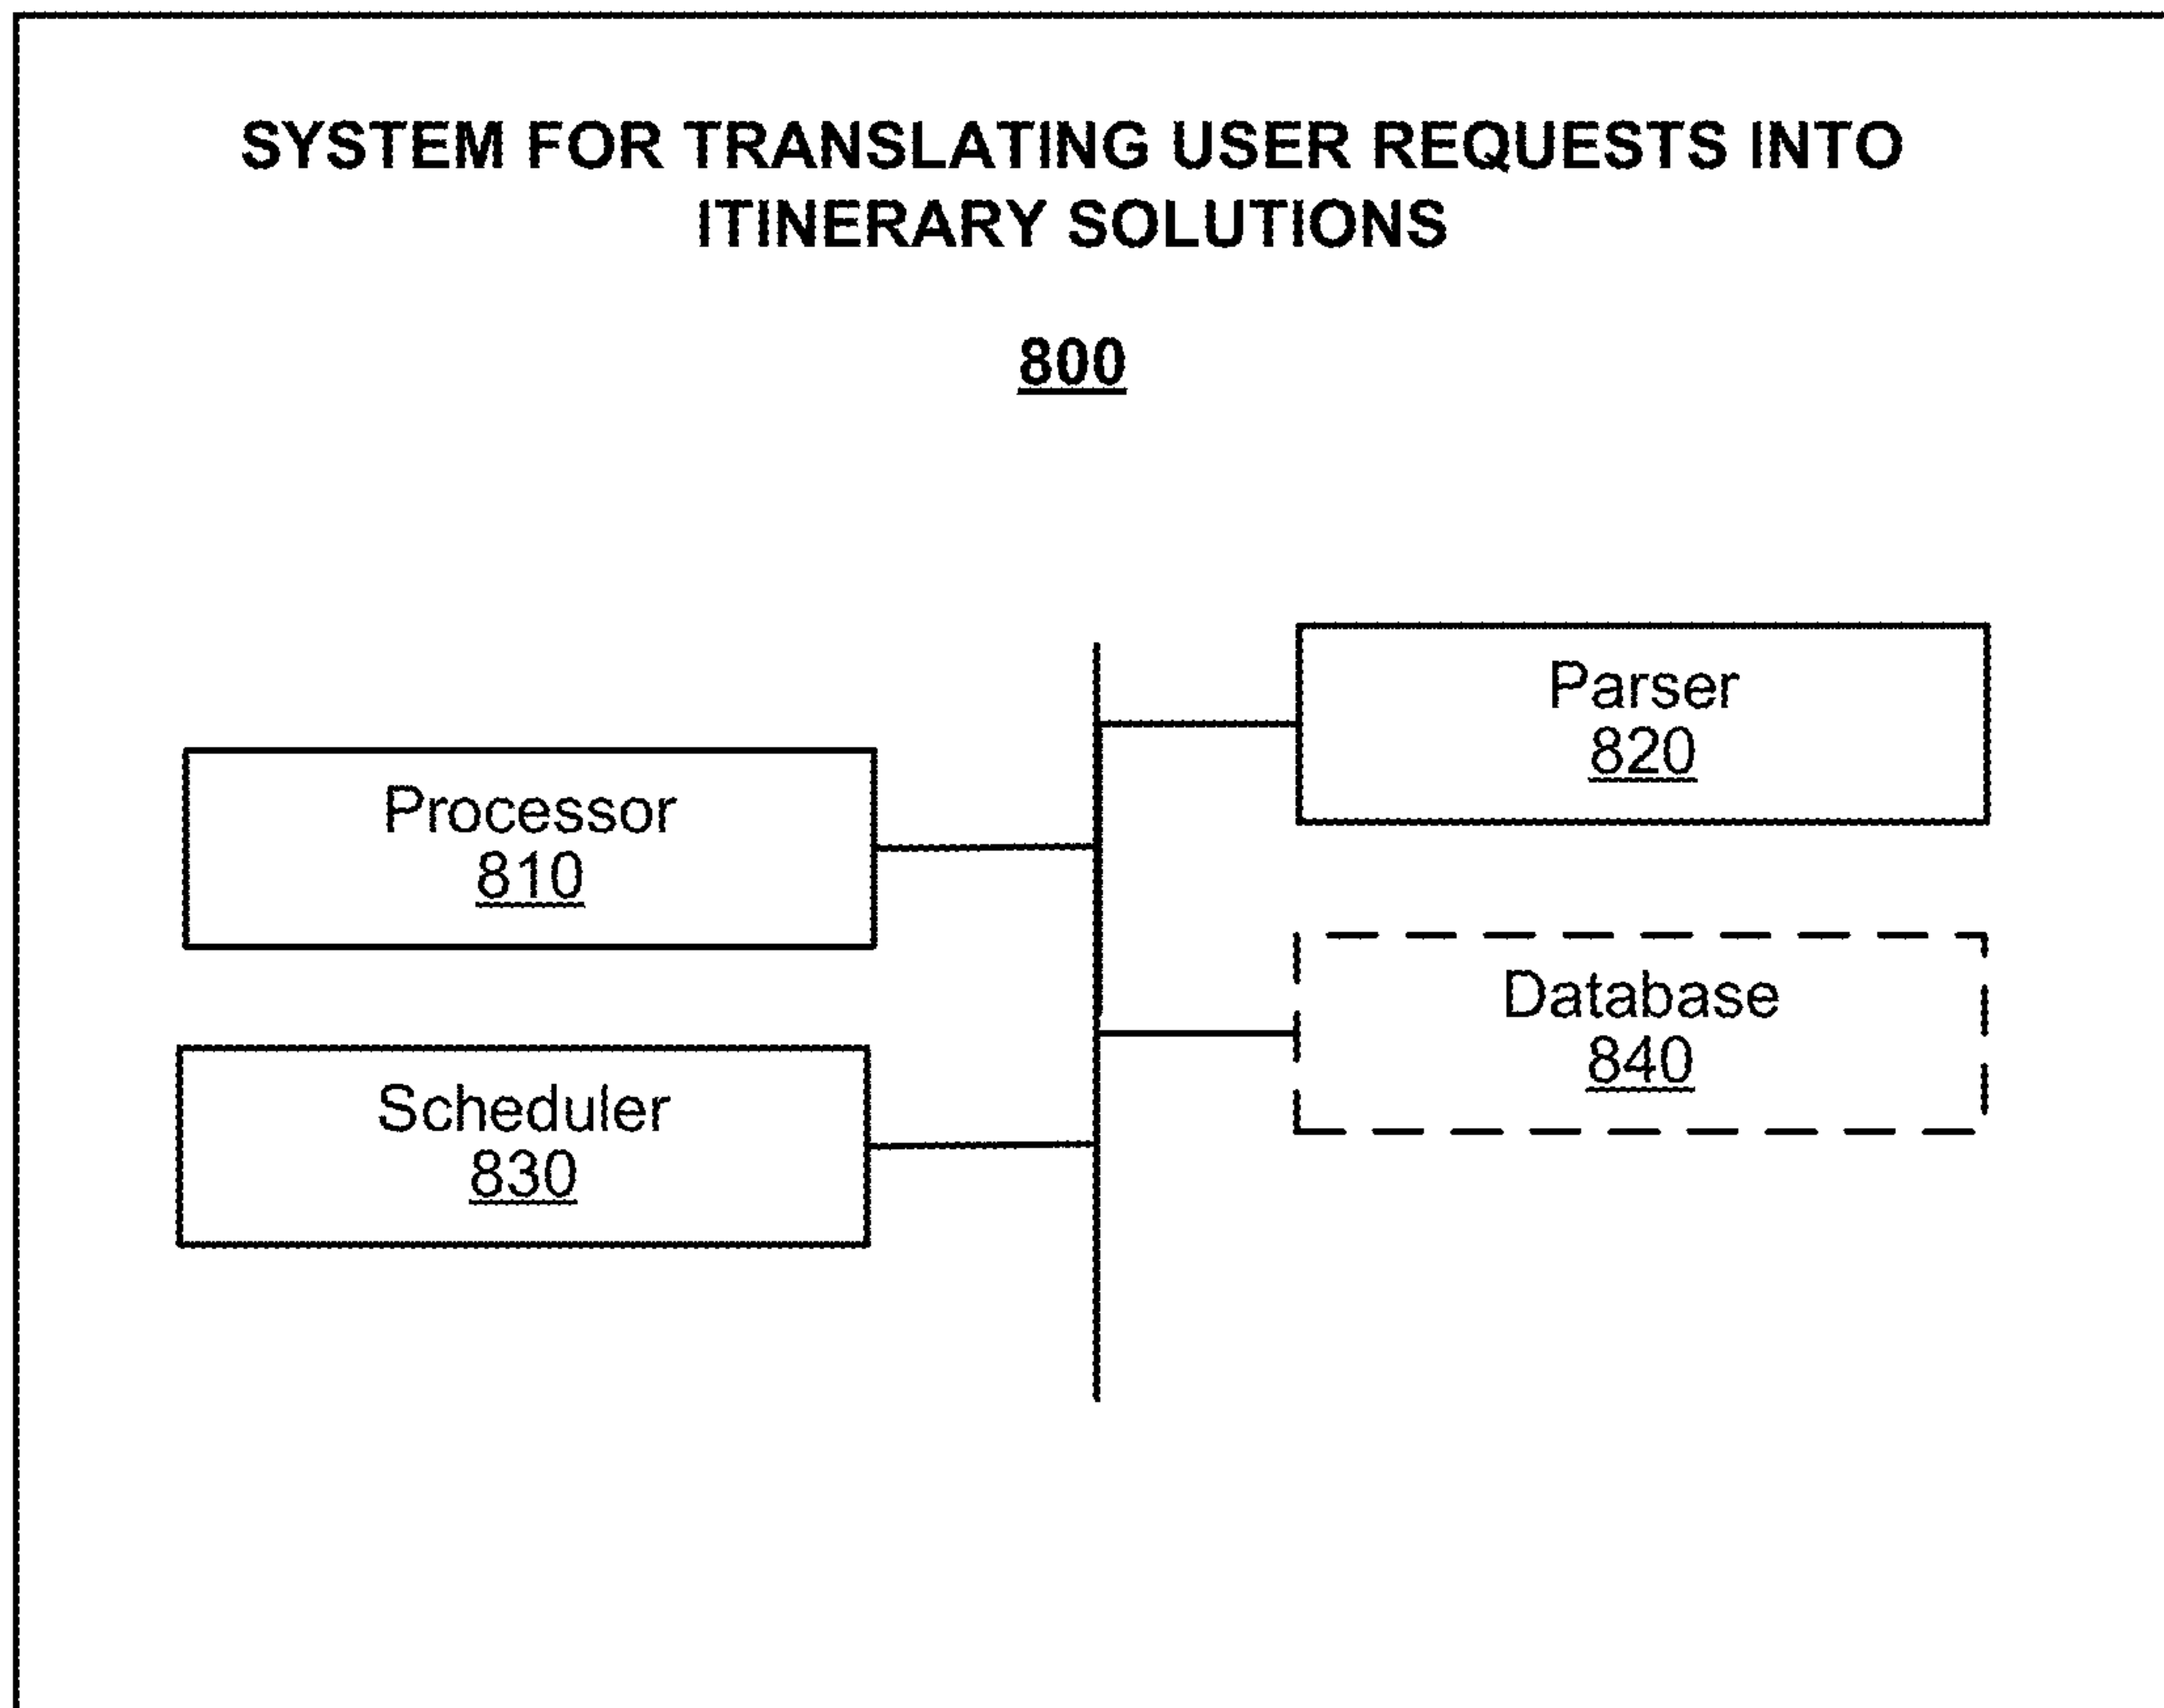 SYSTEM FOR TRANSLATING USER REQUESTS INTO
ITINERARY SOLUTIONS
800
Parser
820
Processor
810
Database
840
Scheduler
830